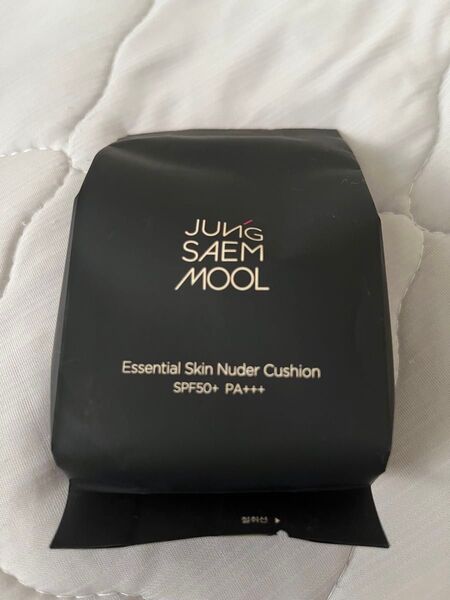 JUNG
SAEM
MOOL
Essential Skin Nuder Cushion
SPF50+ PA+++
절취선 ▶